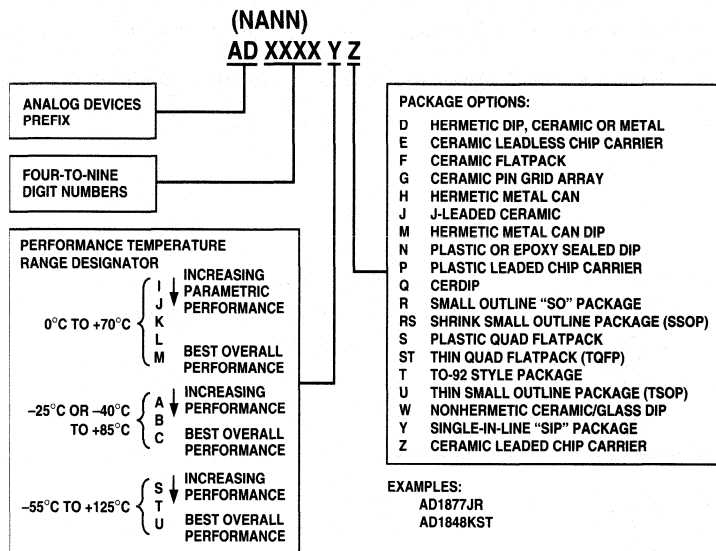 (NANN)
AD XXXX Y Z
ANALOG DEVICES
PREFIX
FOUR-TO-NINE
DIGIT NUMBERS
PERFORMANCE TEMPERATURE
RANGE DESIGNATOR
0°C TO +70°C
I
J
K
L
M
INCREASING
PARAMETRIC
PERFORMANCE
BEST OVERALL
PERFORMANCE
–25°C OR –40°C
TO +85°C
A
B
C
INCREASING
PERFORMANCE
BEST OVERALL
PERFORMANCE
–55°C TO +125°C
S
T
U
INCREASING
PERFORMANCE
BEST OVERALL
PERFORMANCE
PACKAGE OPTIONS:
D HERMETIC DIP, CERAMIC OR METAL
E CERAMIC LEADLESS CHIP CARRIER
F CERAMIC FLATPACK
G CERAMIC PIN GRID ARRAY
H HERMETIC METAL CAN
J J-LEADED CERAMIC
M HERMETIC METAL CAN DIP
N PLASTIC OR EPOXY SEALED DIP
P PLASTIC LEADED CHIP CARRIER
Q CERDIP
R SMALL OUTLINE “SO” PACKAGE
RS SHRINK SMALL OUTLINE PACKAGE (SSOP)
S PLASTIC QUAD FLATPACK
ST THIN QUAD FLATPACK (TQFP)
T TO-92 STYLE PACKAGE
U THIN SMALL OUTLINE PACKAGE (TSOP)
W NONHERMETIC CERAMIC/GLASS DIP
Y SINGLE-IN-LINE “SIP” PACKAGE
Z CERAMIC LEADED CHIP CARRIER
EXAMPLES:
AD1877JR
AD1848KST